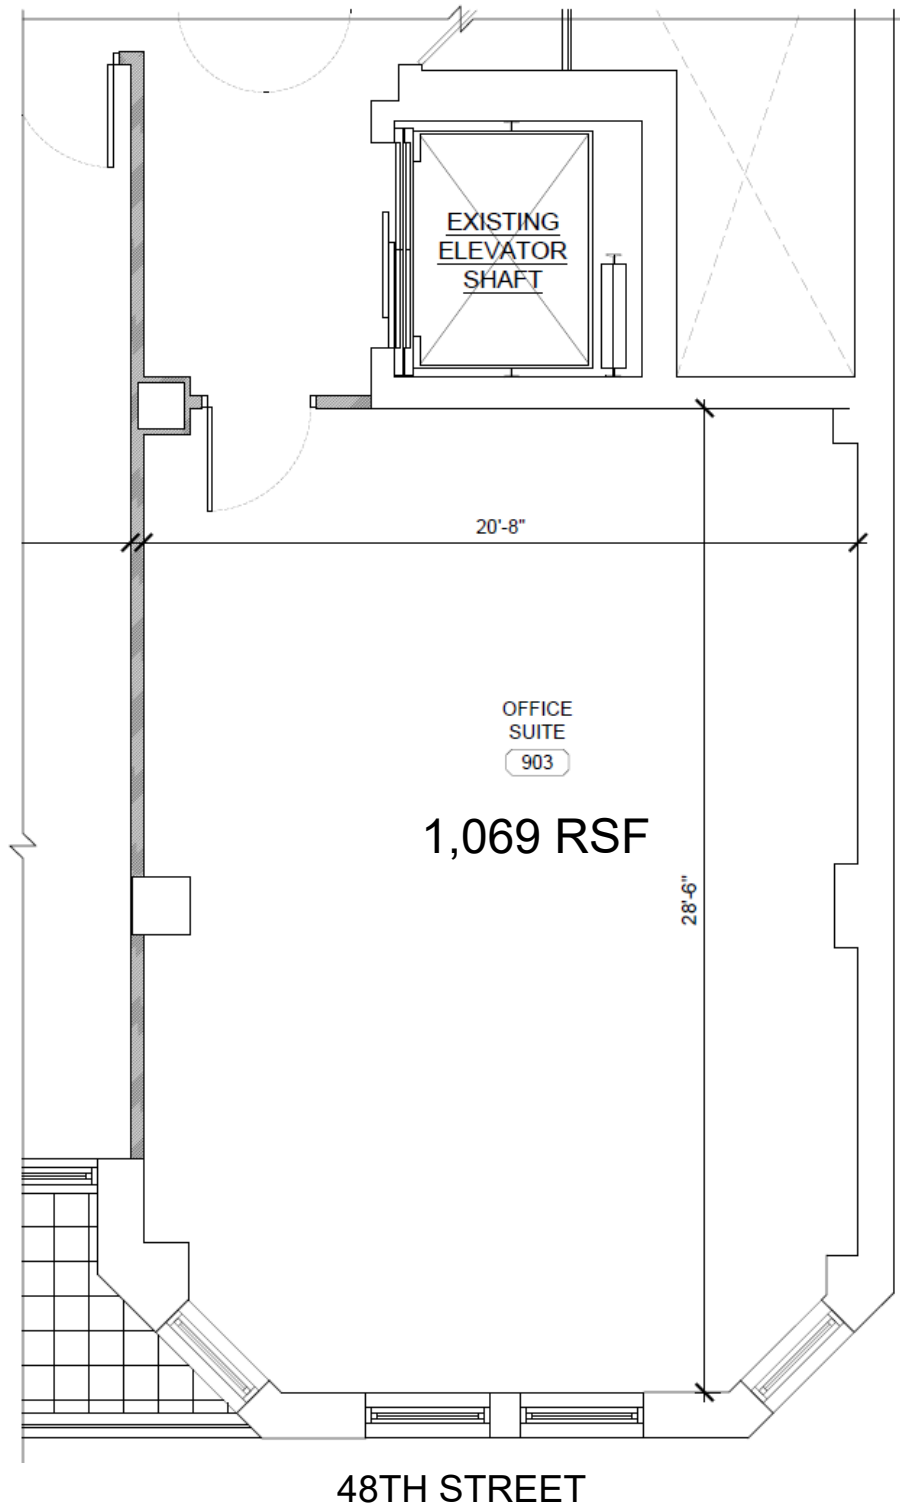 EXISTING
ELEVATOR
SHAFT
20'-8"
OFFICE
SUITE
903
1,069 RSF
28'-6"
48TH STREET